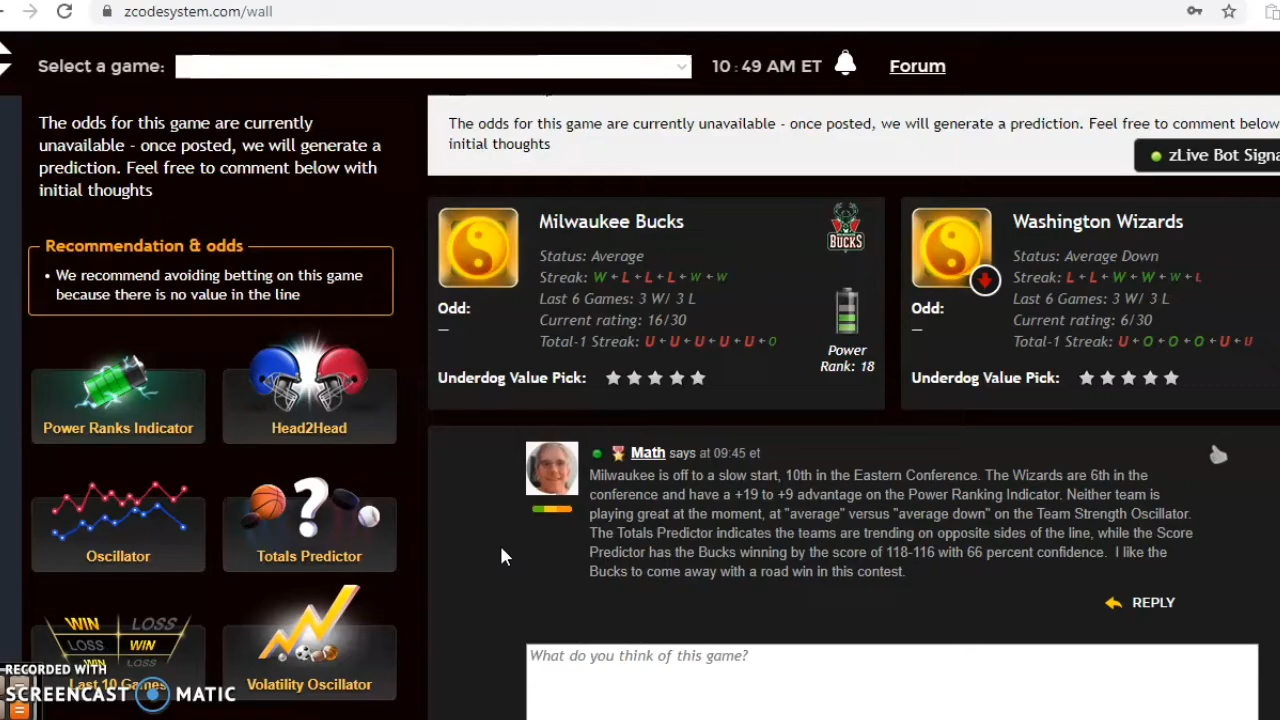 zcodesystem.com/wall
Select a game:
10:49 AM ET
Forum
The odds for this game are currently
unavailable - once posted, we will generate a
prediction. Feel free to comment below with
initial thoughts
Recommendation & odds
• We recommend avoiding betting on this game
because there is no value in the line
Power Ranks Indicator
Head2Head
Oscillator
Totals Predictor
WIN LOSS
LOSS WIN
WIN LOSS
Last 10 Games
Volatility Oscillator
RECORDED WITH
SCREENCAST MATIC
The odds for this game are currently unavailable - once posted, we will generate a prediction. Feel free to comment below
initial thoughts
zLive Bot Signa
Milwaukee Bucks
BUCKS
Status: Average
Streak: W + L + L + L + W + W
Last 6 Games: 3 W/ 3 L
Odd:
—
Current rating: 16/30
Total-1 Streak: U + U + U + U + U + O
Power
Rank: 18
Underdog Value Pick:
Washington Wizards
Status: Average Down
Streak: L + L + W + W + W + L
Last 6 Games: 3 W/ 3 L
Odd:
—
Current rating: 6/30
Total-1 Streak: U + O + O + O + U + U
Underdog Value Pick:
Math says at 09:45 et
Milwaukee is off to a slow start, 10th in the Eastern Conference. The Wizards are 6th in the
conference and have a +19 to +9 advantage on the Power Ranking Indicator. Neither team is
playing great at the moment, at "average" versus "average down" on the Team Strength Oscillator.
The Totals Predictor indicates the teams are trending on opposite sides of the line, while the Score
Predictor has the Bucks winning by the score of 118-116 with 66 percent confidence. I like the
Bucks to come away with a road win in this contest.
REPLY
What do you think of this game?